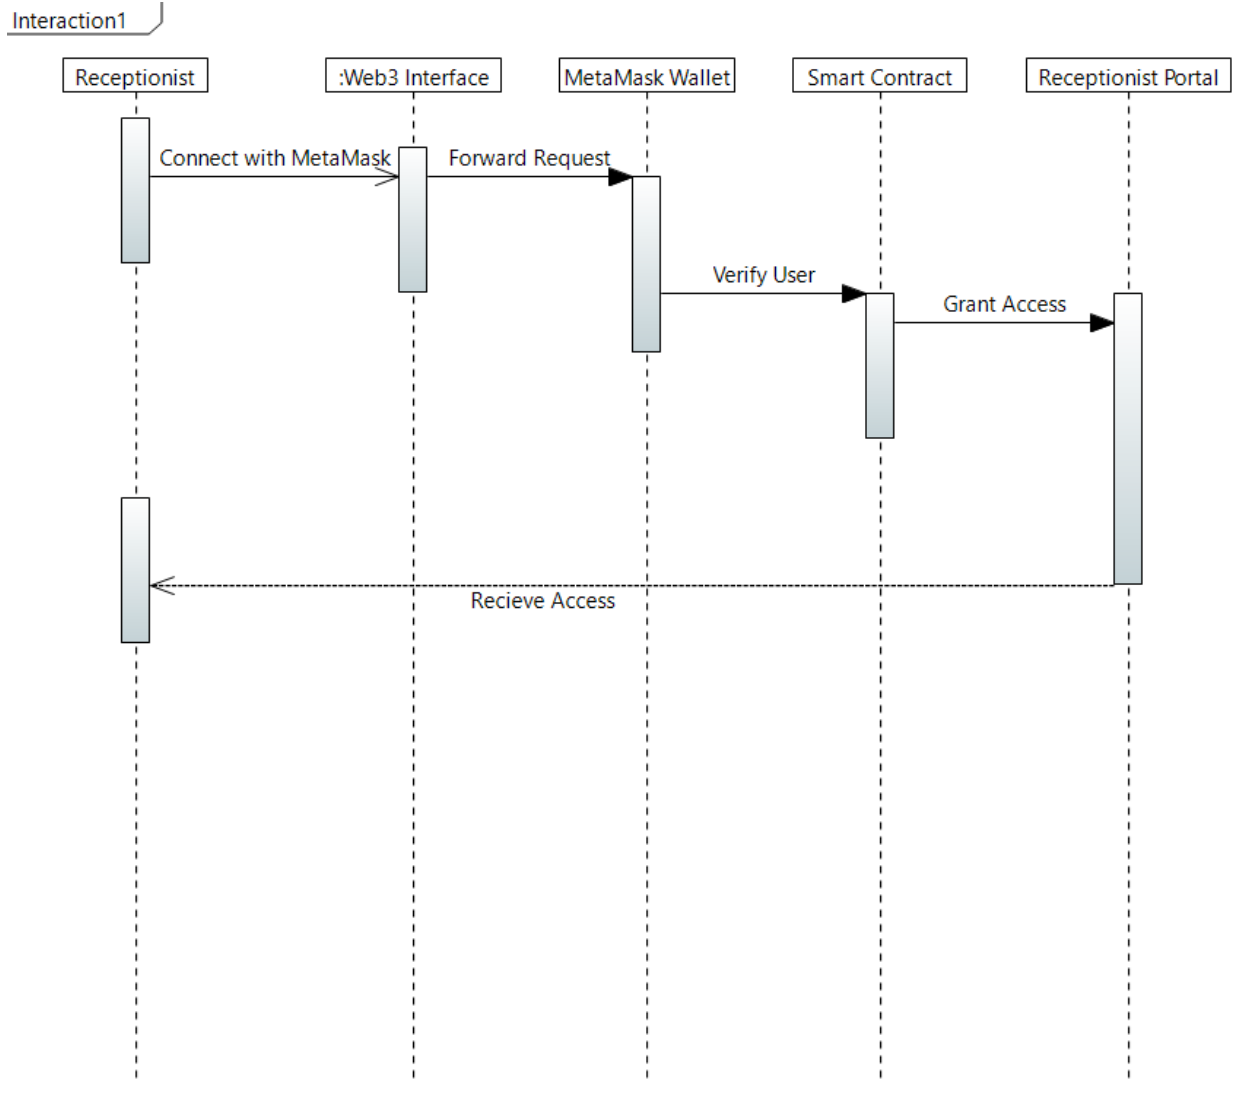 Interaction1
Receptionist
:Web3 Interface
MetaMask Wallet
Smart Contract
Receptionist Portal
Connect with MetaMask
Forward Request
Verify User
Grant Access
Recieve Access